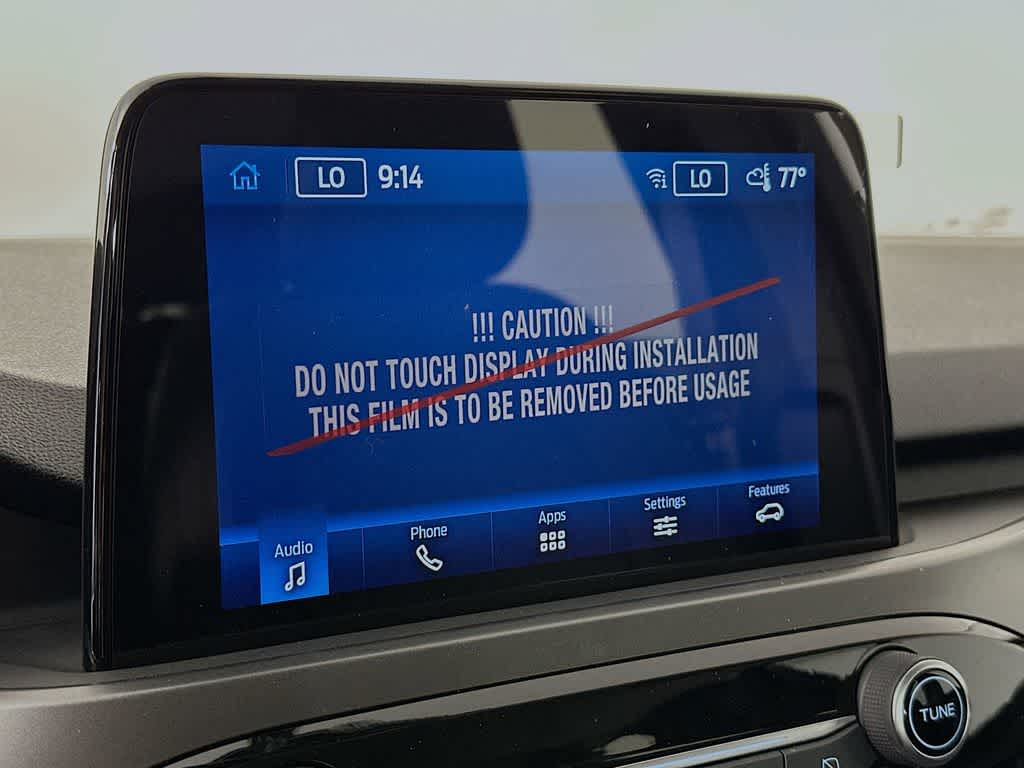 LO 9:14 LO 77°
!!! CAUTION !!!
DO NOT TOUCH DISPLAY DURING INSTALLATION
THIS FILM IS TO BE REMOVED BEFORE USAGE
Audio Phone Apps Settings Features
TUNE